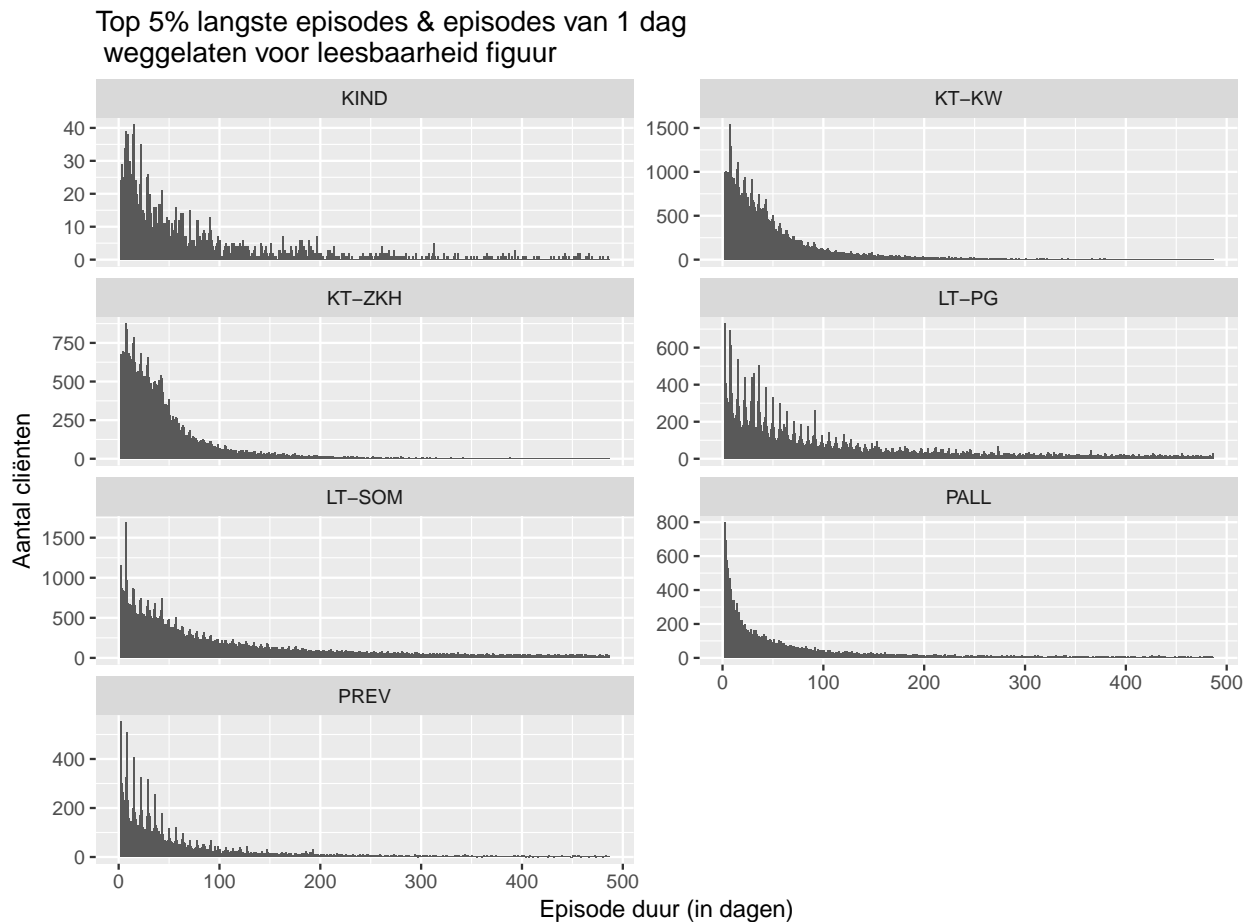 Top 5% langste episodes & episodes van 1 dag
weggelaten voor leesbaarheid figuur
KIND
40
30
20
10
0
KT−KW
1500
1000
500
0
KT−ZKH
750
500
250
0
LT−PG
600
400
200
0
LT−SOM
1500
1000
500
0
PALL
800
600
400
200
0
0 100 200 300 400 500
PREV
400
200
0
0 100 200 300 400 500
Aantal cliënten
Episode duur (in dagen)